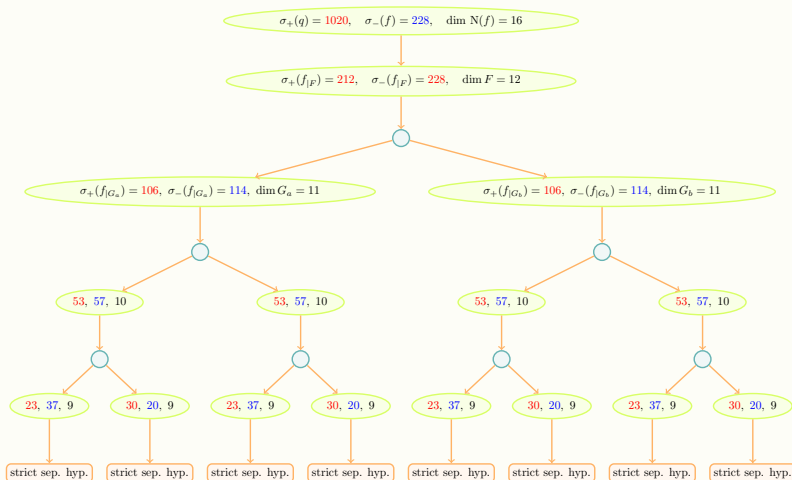 σ₊(q) = 1020, σ₋(f) = 228, dim N(f) = 16
σ₊(f|F) = 212, σ₋(f|F) = 228, dim F = 12
σ₊(f|Gₐ) = 106, σ₋(f|Gₐ) = 114, dim Gₐ = 11
σ₊(f|G_b) = 106, σ₋(f|G_b) = 114, dim G_b = 11
53, 57, 10
53, 57, 10
53, 57, 10
53, 57, 10
23, 37, 9
30, 20, 9
23, 37, 9
30, 20, 9
23, 37, 9
30, 20, 9
23, 37, 9
30, 20, 9
strict sep. hyp.
strict sep. hyp.
strict sep. hyp.
strict sep. hyp.
strict sep. hyp.
strict sep. hyp.
strict sep. hyp.
strict sep. hyp.